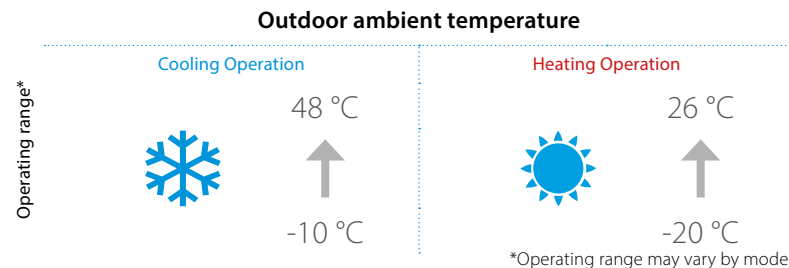 Outdoor ambient temperature
Operating range*
Cooling Operation
48 °C
-10 °C
Heating Operation
26 °C
-20 °C
*Operating range may vary by mode